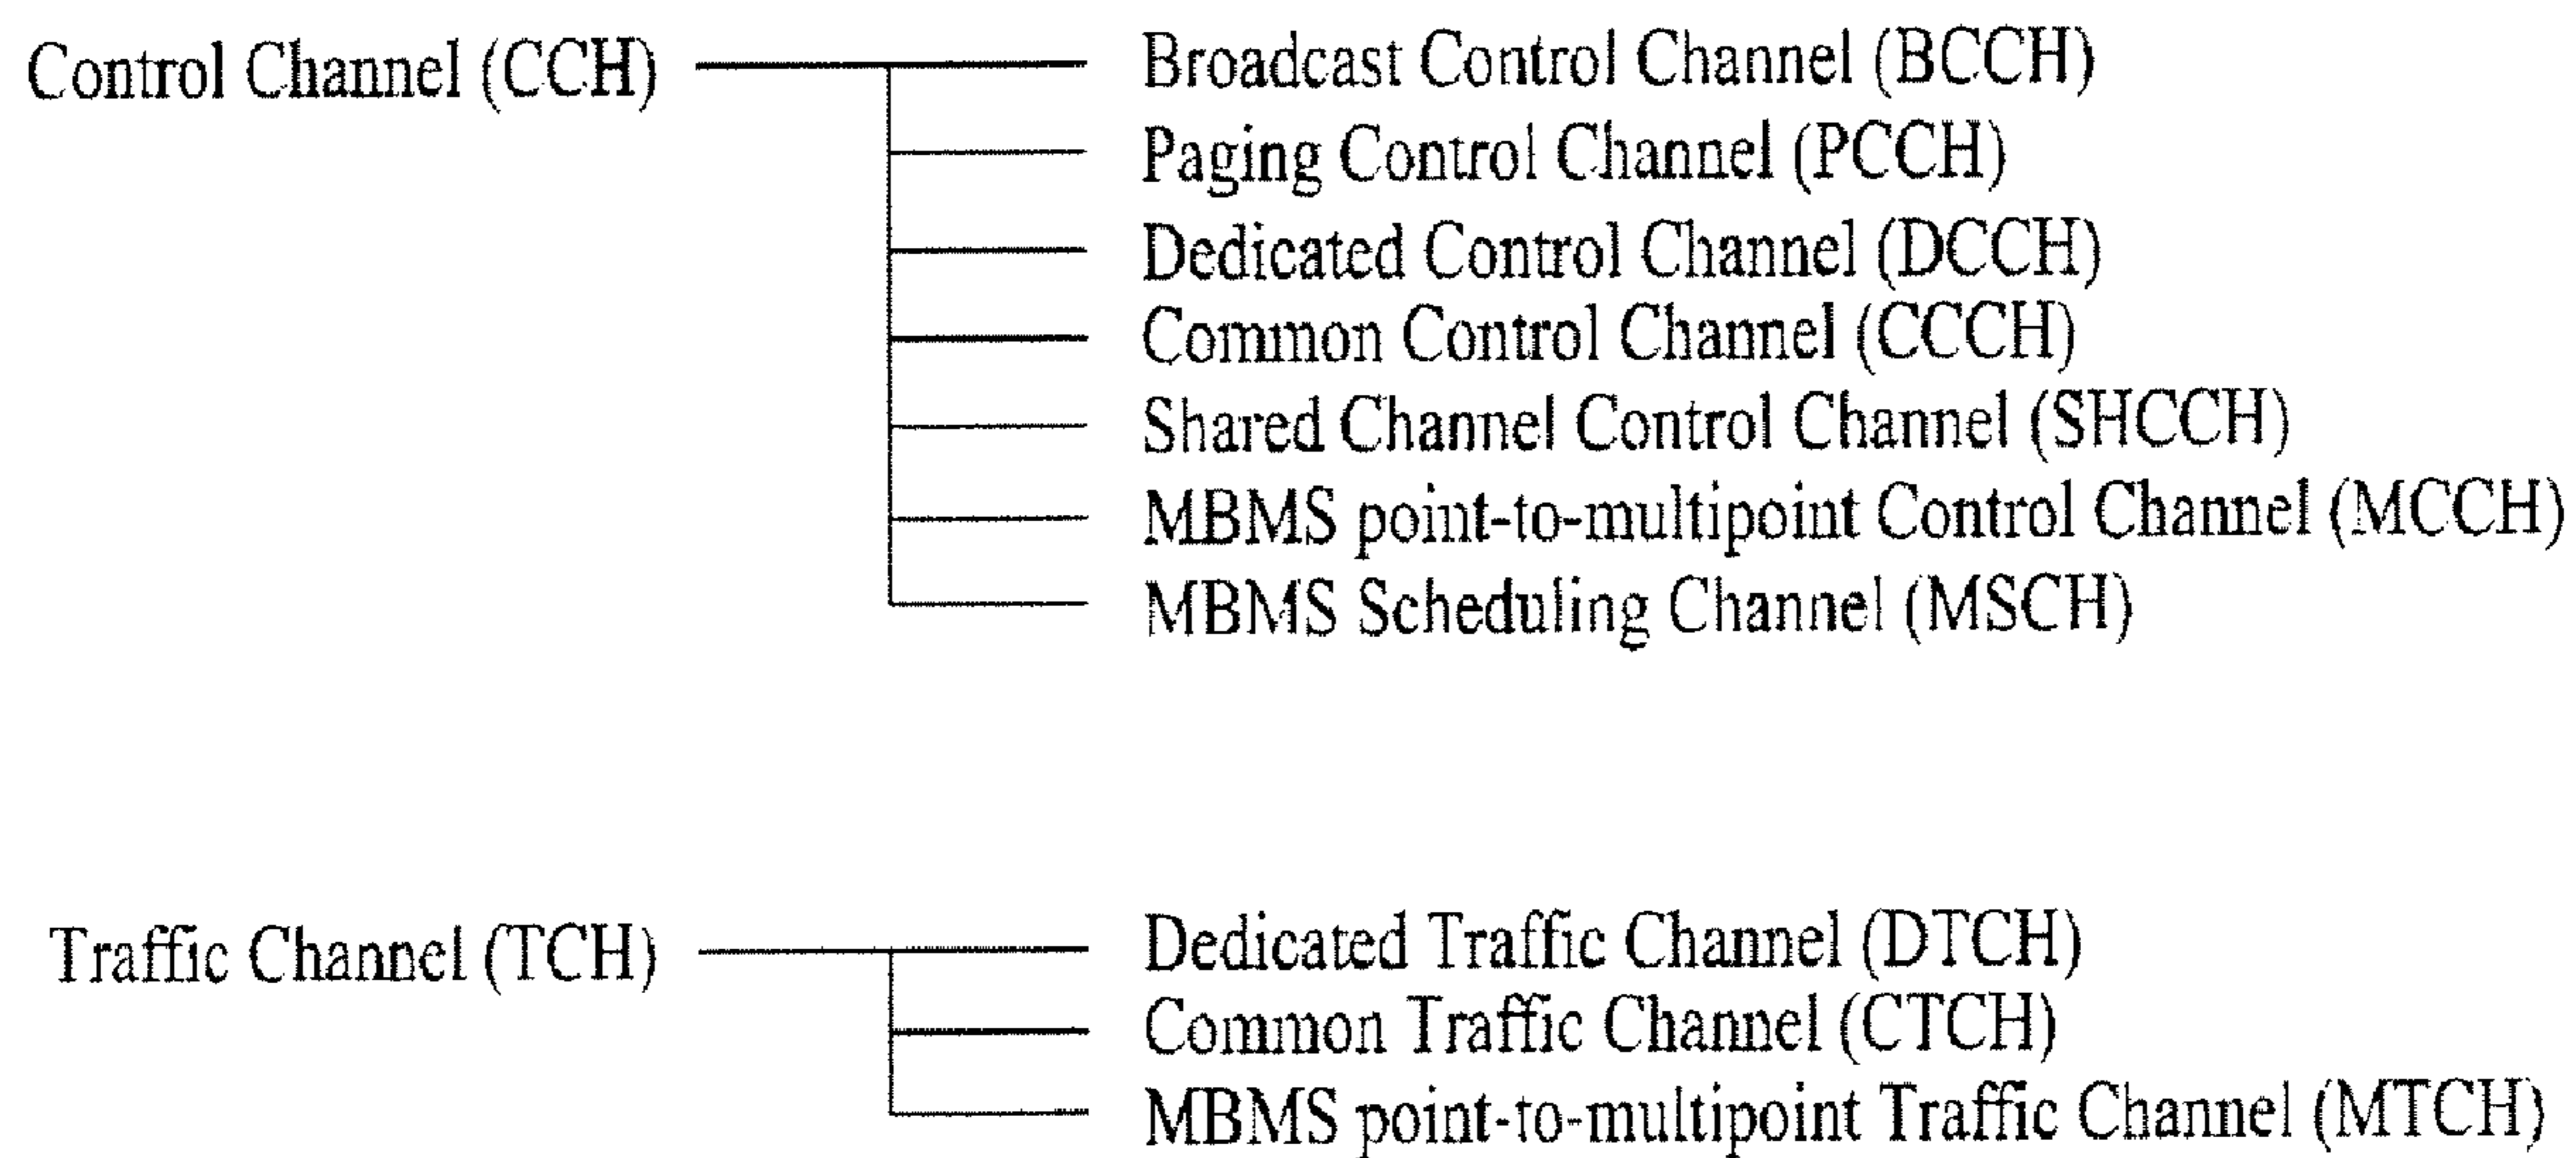 Control Channel (CCH)
Broadcast Control Channel (BCCH)
Paging Control Channel (PCCH)
Dedicated Control Channel (DCCH)
Common Control Channel (CCCH)
Shared Channel Control Channel (SHCCH)
MBMS point-to-multipoint Control Channel (MCCH)
MBMS Scheduling Channel (MSCH)
Traffic Channel (TCH)
Dedicated Traffic Channel (DTCH)
Common Traffic Channel (CTCH)
MBMS point-to-multipoint Traffic Channel (MTCH)